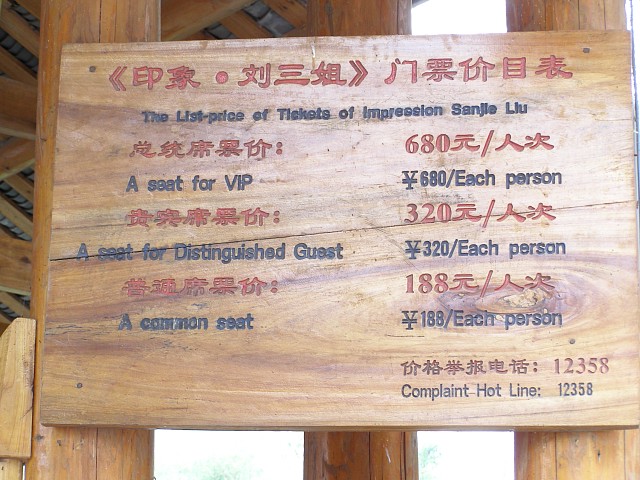 《印象•刘三姐》门票价目表
The List-price of Tickets of Impression Sanjie Liu
总统席票价: 680元/人次
A seat for VIP ¥680/Each person
贵宾席票价: 320元/人次
A seat for Distinguished Guest ¥320/Each person
普通席票价: 188元/人次
A common seat ¥188/Each person
价格举报电话: 12358
Complaint Hot Line: 12358